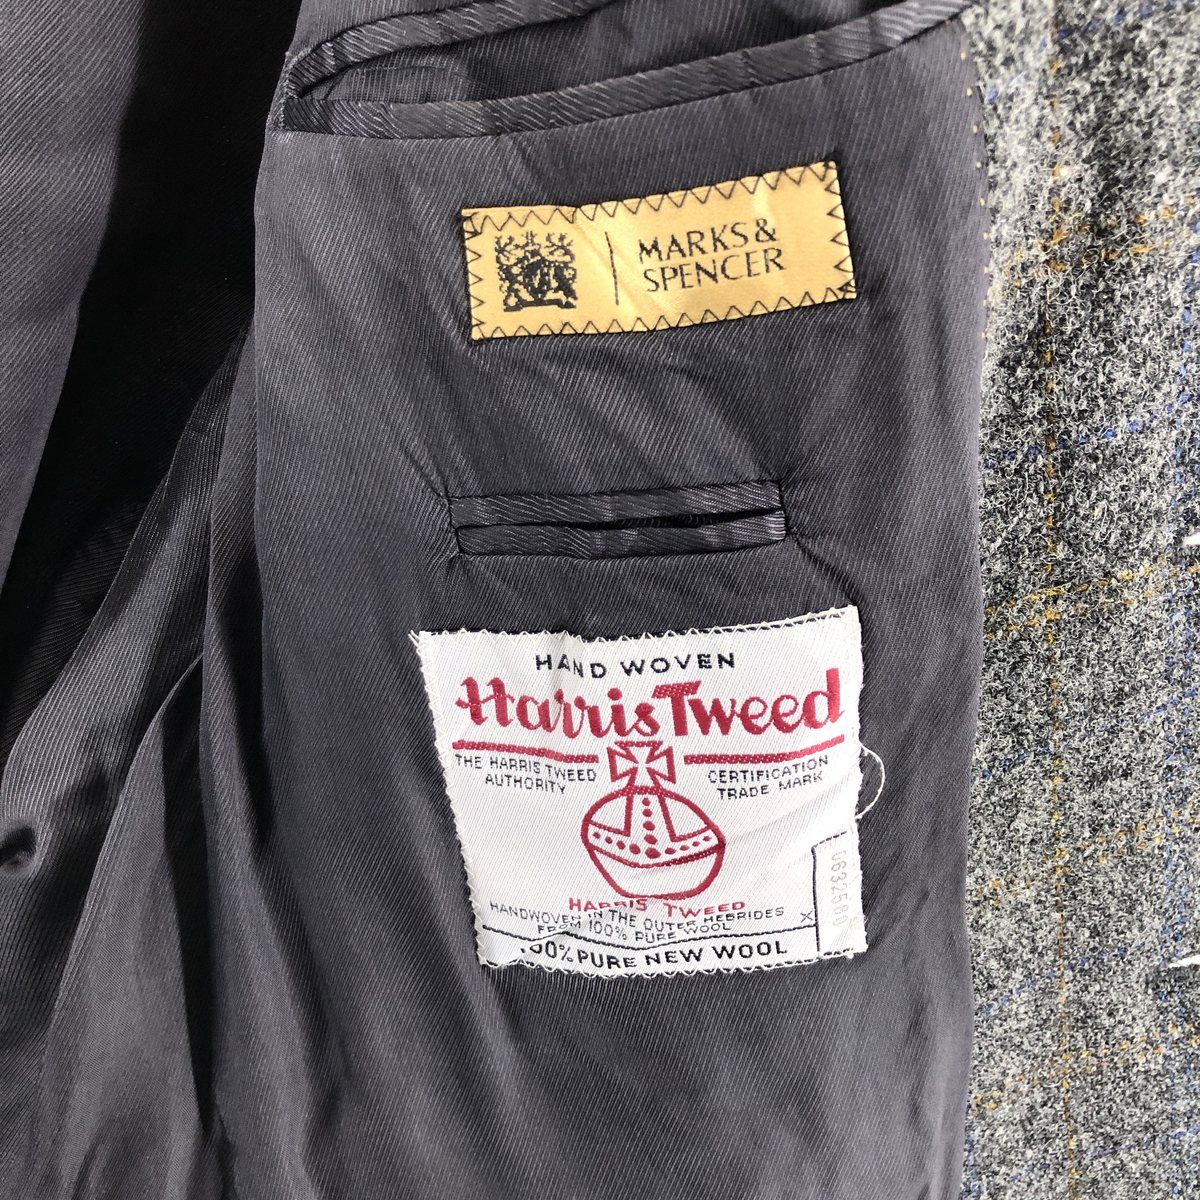 MARKS &
SPENCER
HAND WOVEN
Harris Tweed
THE HARRIS TWEED
AUTHORITY
CERTIFICATION
TRADE MARK
HARRIS TWEED
HANDWOVEN IN THE OUTER HEBRIDES
FROM 100% PURE WOOL
X
100% PURE NEW WOOL